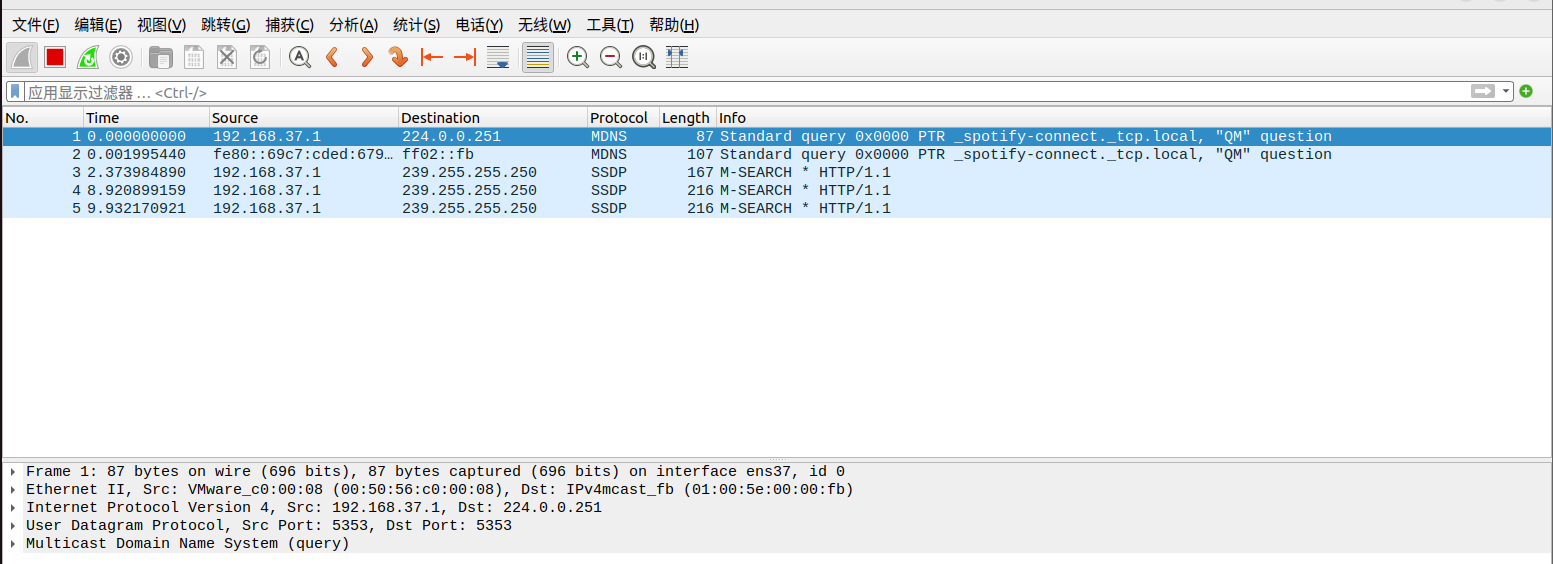 文件(F) 编辑(E) 视图(V) 跳转(G) 捕获(C) 分析(A) 统计(S) 电话(Y) 无线(W) 工具(T) 帮助(H)
应用显示过滤器 … <Ctrl-/>
No. Time Source Destination Protocol Length Info
1 0.000000000 192.168.37.1 224.0.0.251 MDNS 87 Standard query 0x0000 PTR _spotify-connect._tcp.local, "QM" question
2 0.001995440 fe80::69c7:cded:679… ff02::fb MDNS 107 Standard query 0x0000 PTR _spotify-connect._tcp.local, "QM" question
3 2.373984890 192.168.37.1 239.255.255.250 SSDP 167 M-SEARCH * HTTP/1.1
4 8.920899159 192.168.37.1 239.255.255.250 SSDP 216 M-SEARCH * HTTP/1.1
5 9.932170921 192.168.37.1 239.255.255.250 SSDP 216 M-SEARCH * HTTP/1.1
Frame 1: 87 bytes on wire (696 bits), 87 bytes captured (696 bits) on interface ens37, id 0
Ethernet II, Src: VMware_c0:00:08 (00:50:56:c0:00:08), Dst: IPv4mcast_fb (01:00:5e:00:00:fb)
Internet Protocol Version 4, Src: 192.168.37.1, Dst: 224.0.0.251
User Datagram Protocol, Src Port: 5353, Dst Port: 5353
Multicast Domain Name System (query)